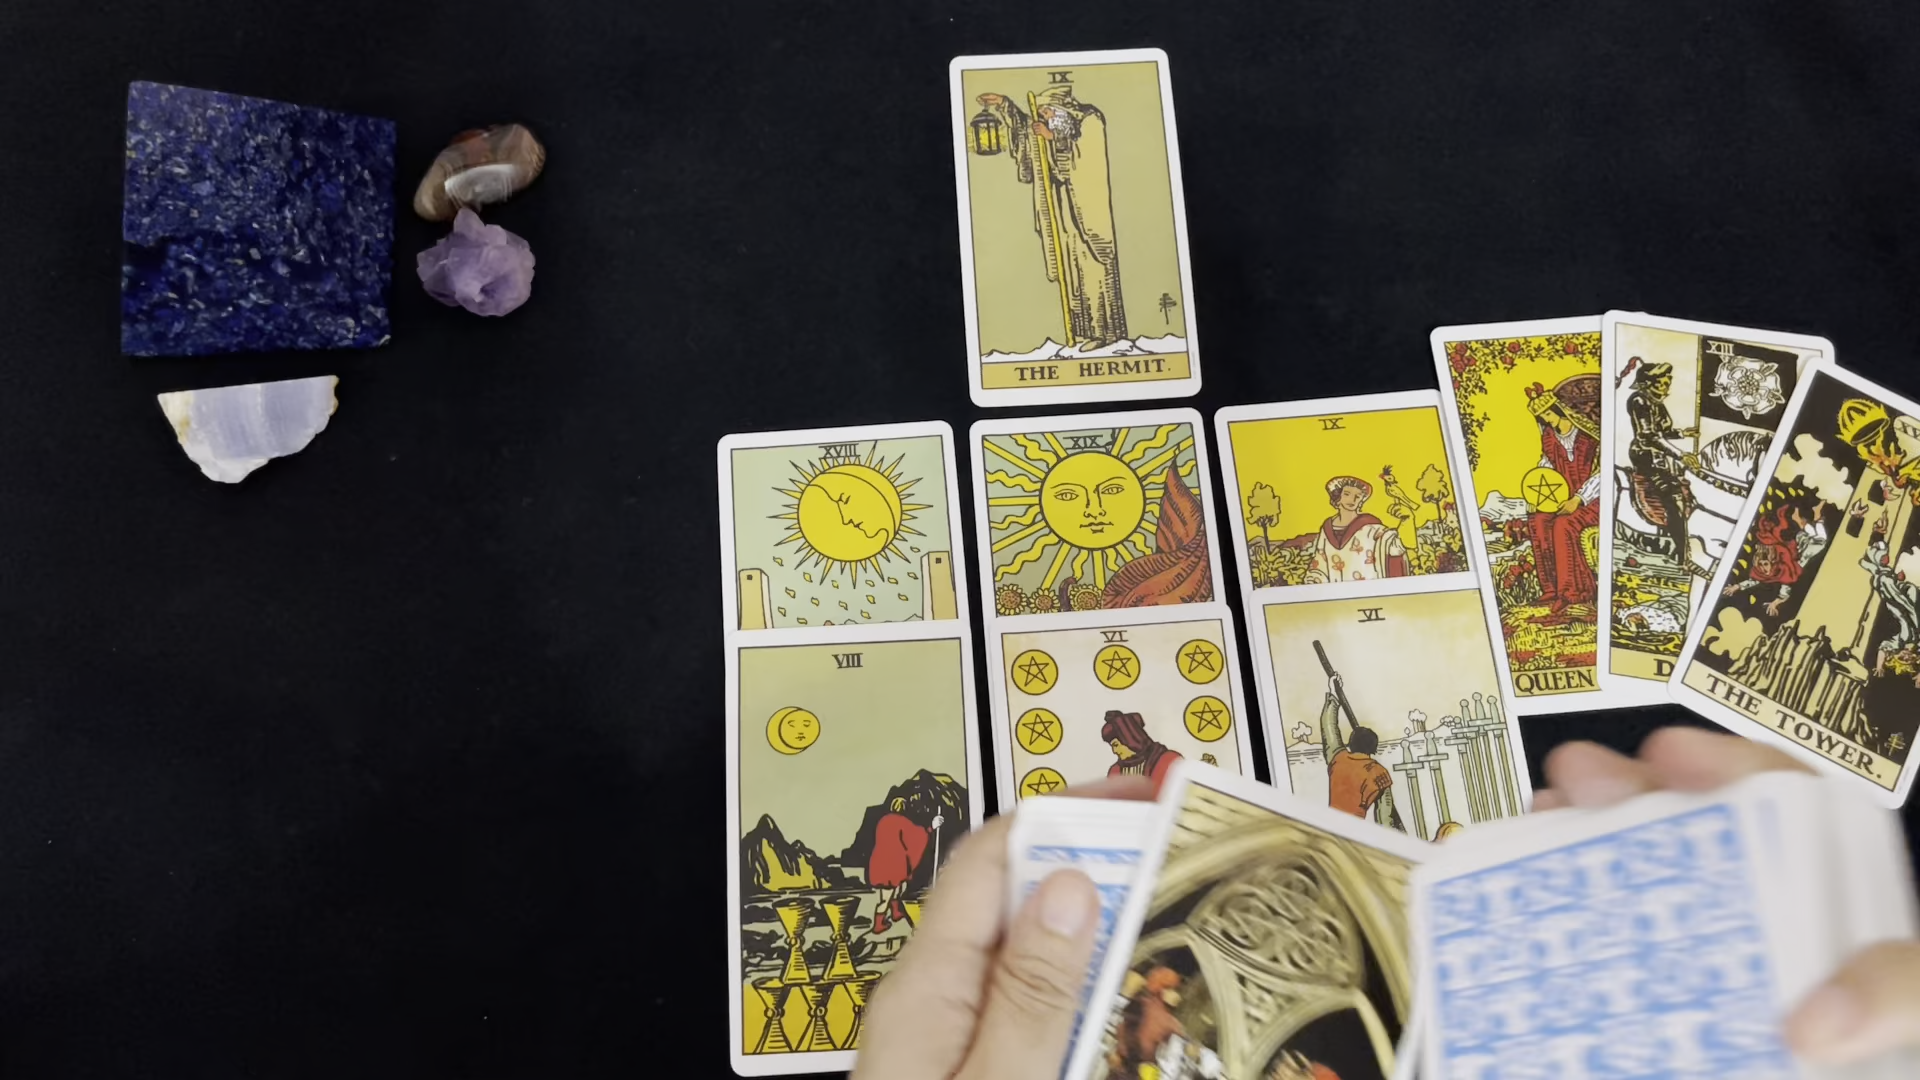 IX
THE HERMIT.
XVIII
XIX
IX
XIII
QUEEN
D
THE TOWER.
VIII
VI
VI